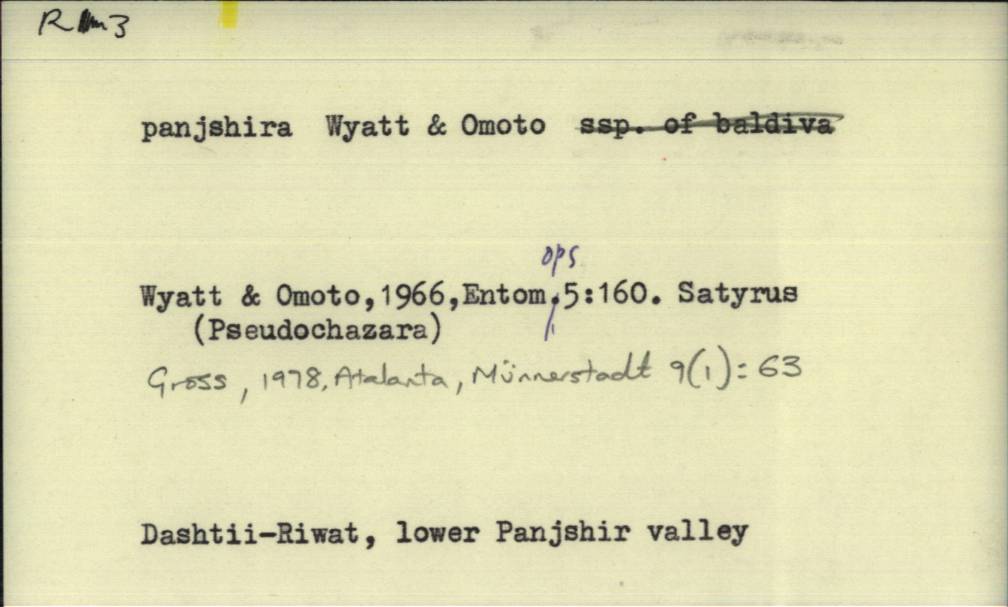 R 3
panjshira Wyatt & Omoto ssp. of baldiva
ops
Wyatt & Omoto,1966,Entom.5:160. Satyrus
(Pseudochazara)
Gross, 1978, Atalanta, Münnerstadt 9(1): 63
Dashtii-Riwat, lower Panjshir valley